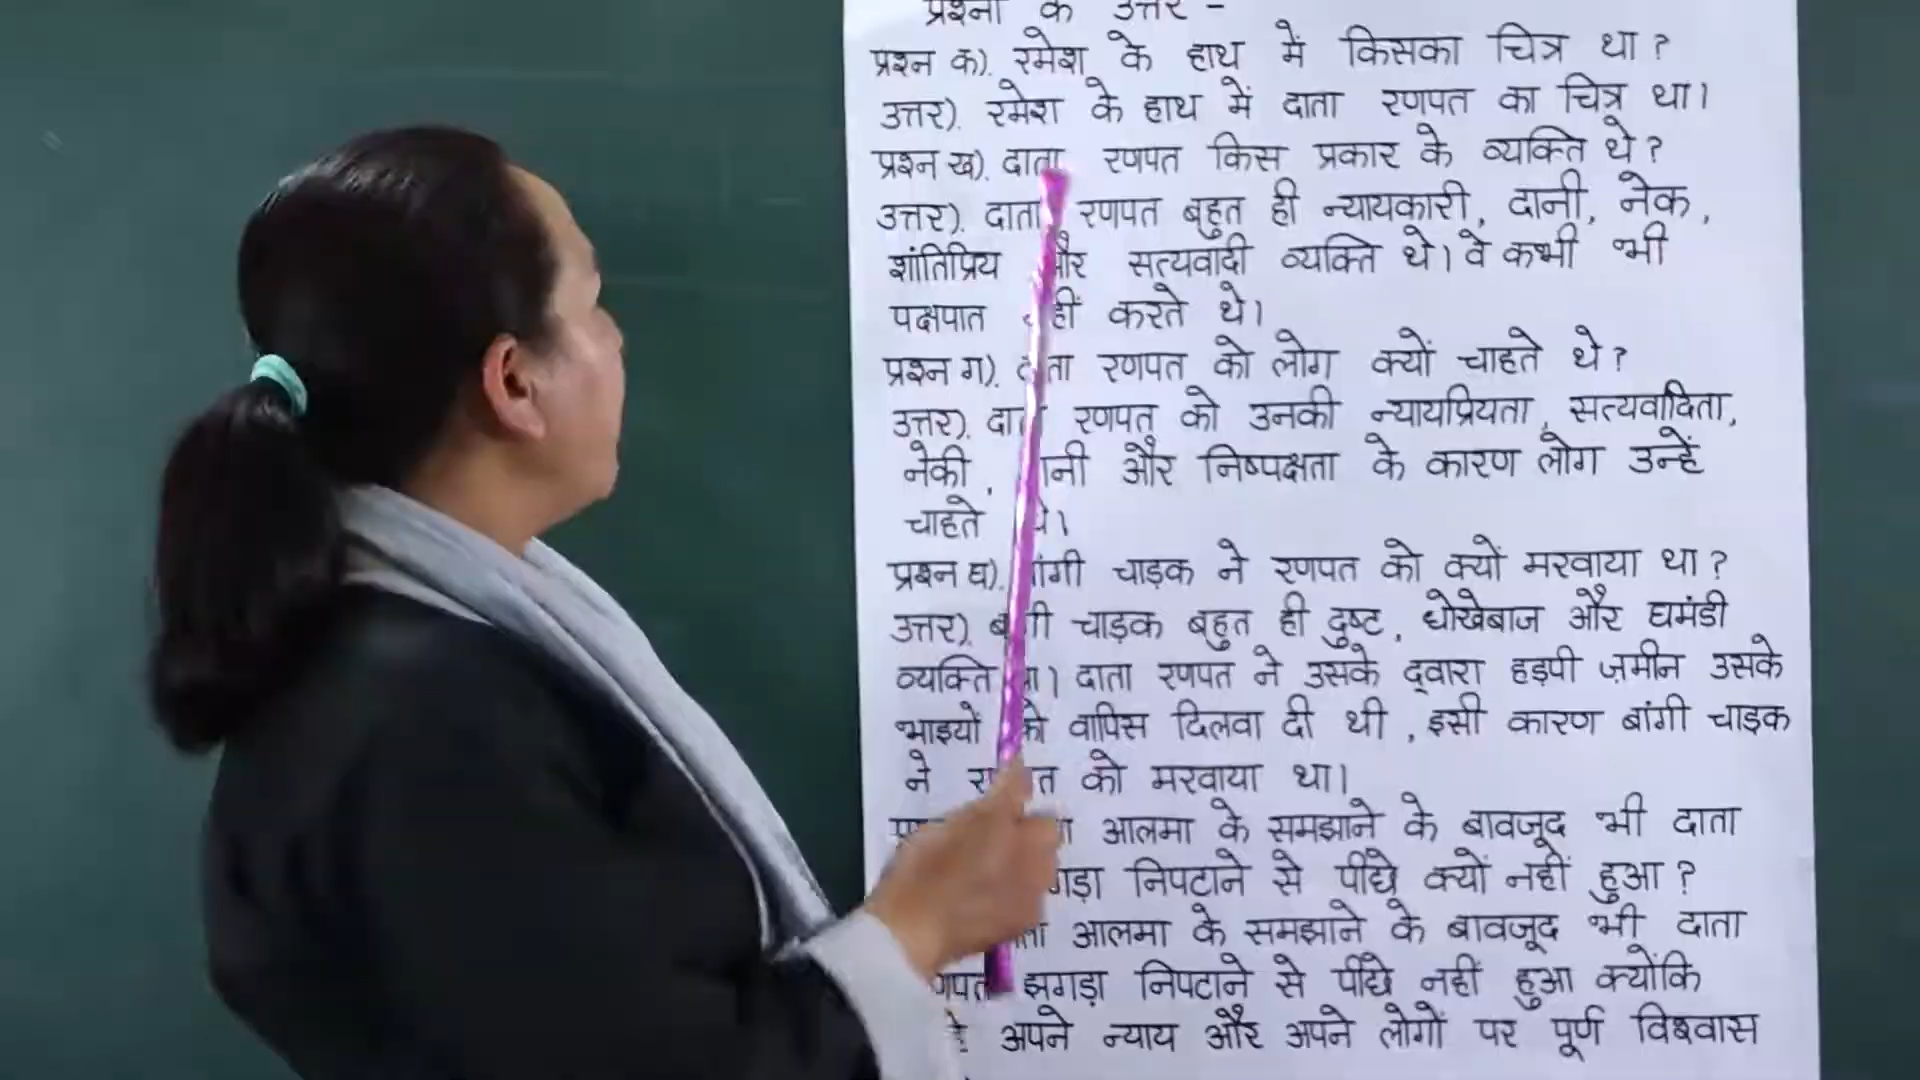 प्रश्नों के उत्तर -
प्रश्न क). रमेश के हाथ में किसका चित्र था?
उत्तर). रमेश के हाथ में दाता रणपत का चित्र था।
प्रश्न ख). दाता रणपत किस प्रकार के व्यक्ति थे?
उत्तर). दाता रणपत बहुत ही न्यायकारी, दानी, नेक,
शांतिप्रिय और सत्यवादी व्यक्ति थे। वे कभी भी
पक्षपात नहीं करते थे।
प्रश्न ग). दाता रणपत को लोग क्यों चाहते थे?
उत्तर). दाता रणपत को उनकी न्यायप्रियता, सत्यवादिता,
नेकी, और निष्पक्षता के कारण लोग उन्हें
चाहते थे।
प्रश्न घ). बांगी चाड़क ने रणपत को क्यों मरवाया था?
उत्तर). बांगी चाड़क बहुत ही दुष्ट, धोखेबाज और घमंडी
व्यक्ति था। दाता रणपत ने उसके द्वारा हड़पी ज़मीन उसके
भाइयों को वापिस दिलवा दी थी, इसी कारण बांगी चाड़क
ने रणपत को मरवाया था।
आलमा के समझाने के बावजूद भी दाता
निपटाने से पीछे क्यों नहीं हुआ?
आलमा के समझाने के बावजूद भी दाता
रणपत झगड़ा निपटाने से पीछे नहीं हुआ क्योंकि
अपने न्याय और अपने लोगों पर पूर्ण विश्वास